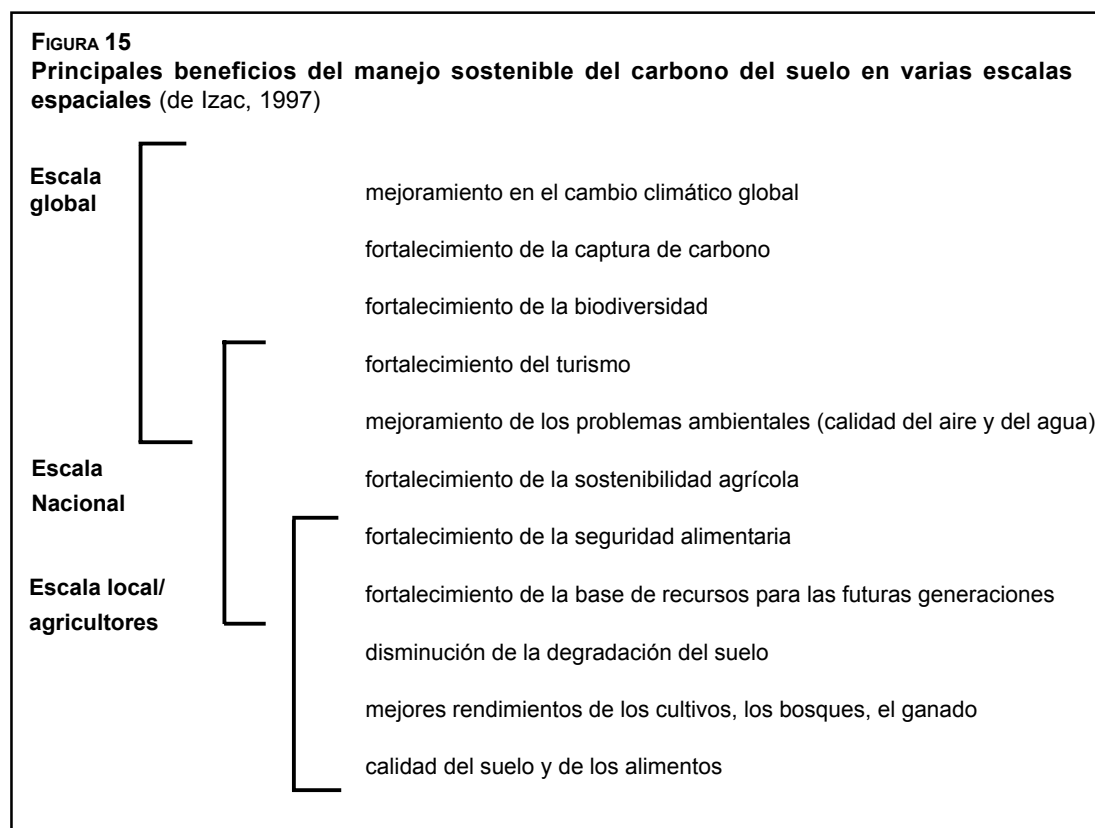 FIGURA 15
Principales beneficios del manejo sostenible del carbono del suelo en varias escalas
espaciales (de Izac, 1997)
Escala
global
mejoramiento en el cambio climático global
fortalecimiento de la captura de carbono
fortalecimiento de la biodiversidad
fortalecimiento del turismo
mejoramiento de los problemas ambientales (calidad del aire y del agua)
Escala
Nacional
fortalecimiento de la sostenibilidad agrícola
fortalecimiento de la seguridad alimentaria
Escala local/
agricultores
fortalecimiento de la base de recursos para las futuras generaciones
disminución de la degradación del suelo
mejores rendimientos de los cultivos, los bosques, el ganado
calidad del suelo y de los alimentos